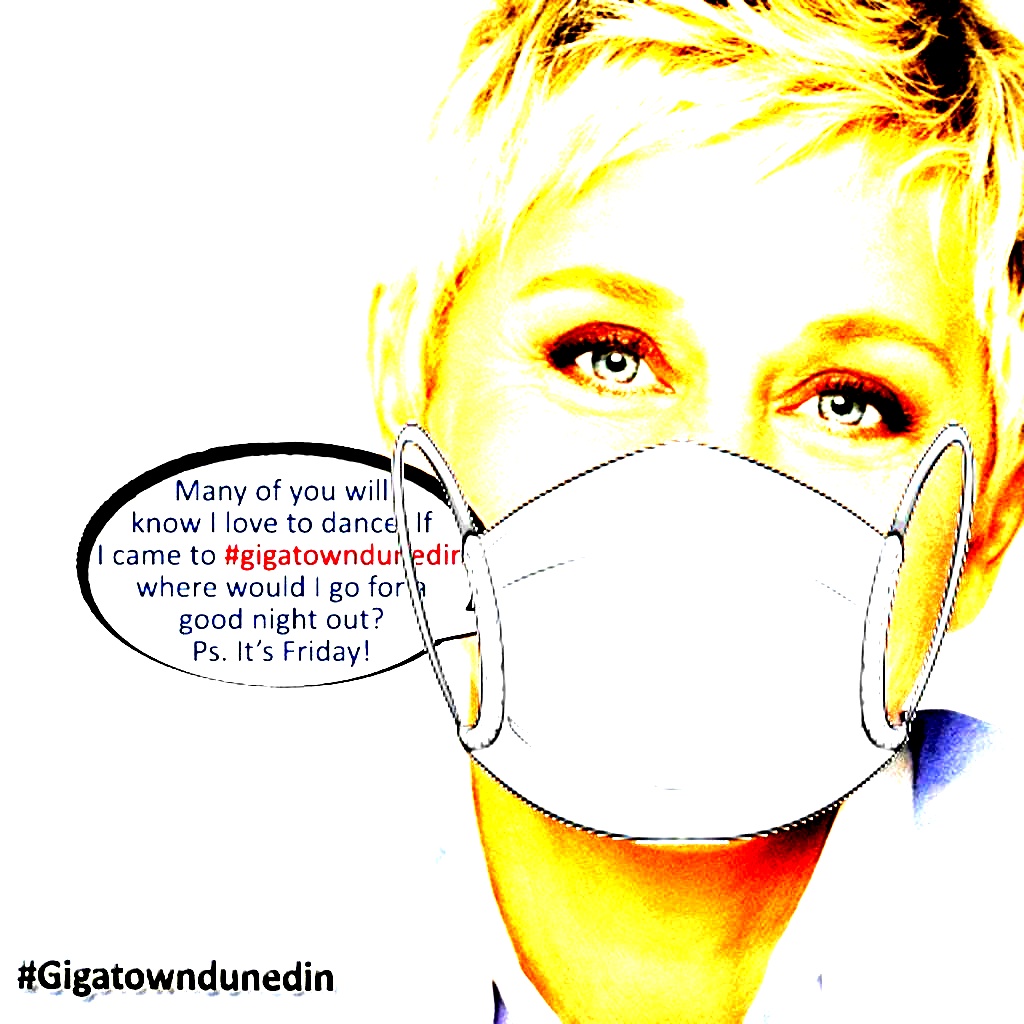 Many of you will
know I love to dance. If
I came to #gigatowndunedin
where would I go for a
good night out?
Ps. It's Friday!
#Gigatowndunedin